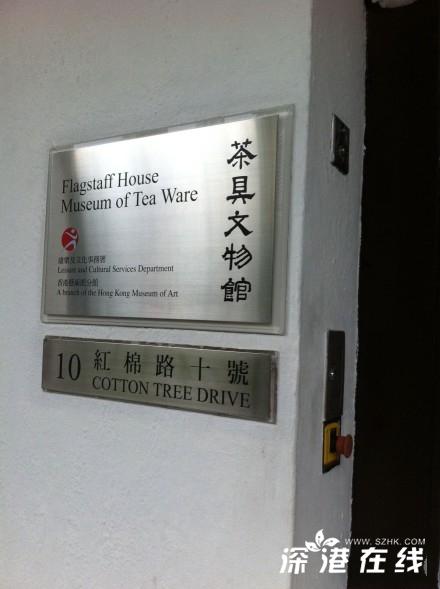 Flagstaff House
Museum of Tea Ware
茶具文物館
康樂及文化事務署
Leisure and Cultural Services Department
香港藝術館分館
A branch of the Hong Kong Museum of Art
10 紅棉路十號
COTTON TREE DRIVE
WWW.SZHK.COM
深港在线